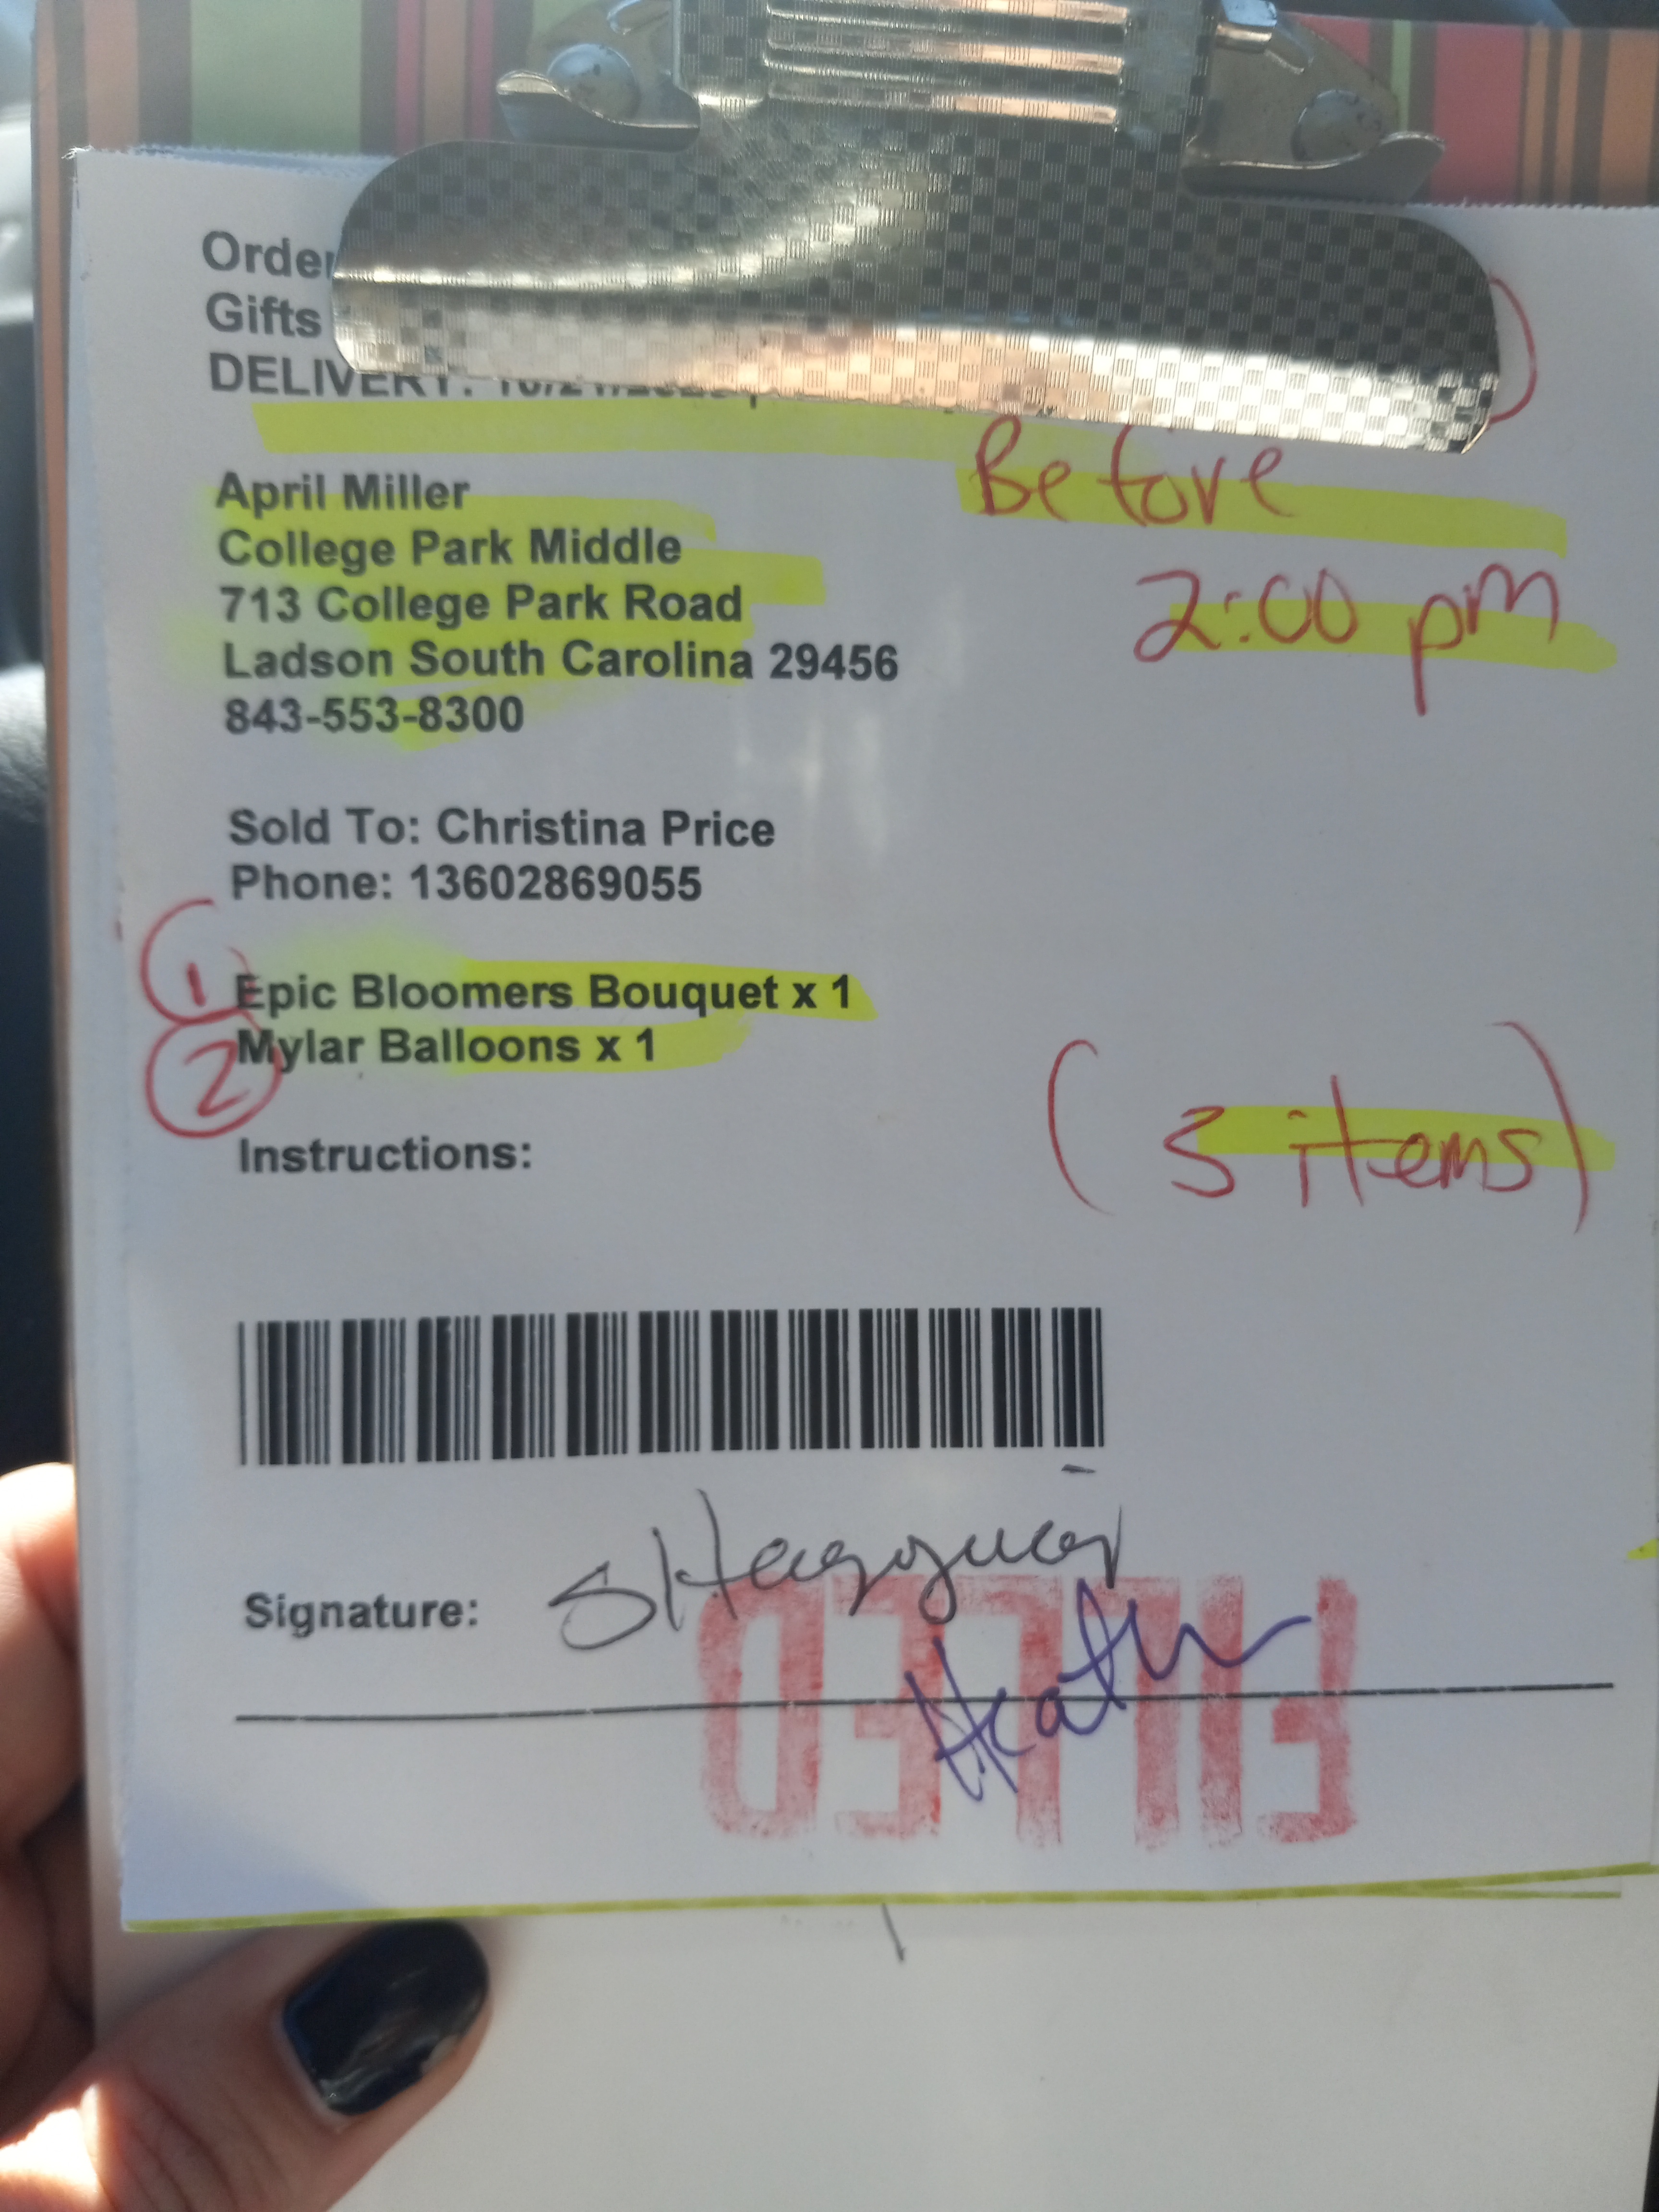 Order
Gifts
DELIVERY:
Before
2:00 pm
April Miller
College Park Middle
713 College Park Road
Ladson South Carolina 29456
843-553-8300
Sold To: Christina Price
Phone: 13602869055
1 Epic Bloomers Bouquet x 1
2 Mylar Balloons x 1
(3 items)
Instructions:
Signature:
Heather
FILLED